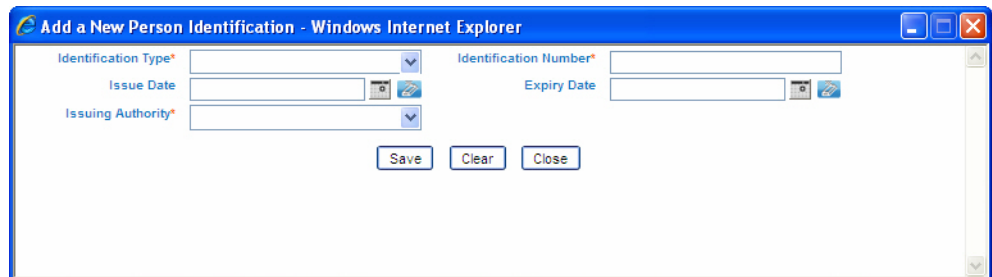 Add a New Person Identification - Windows Internet Explorer
Identification Type* Identification Number*
Issue Date Expiry Date
Issuing Authority*
Save Clear Close